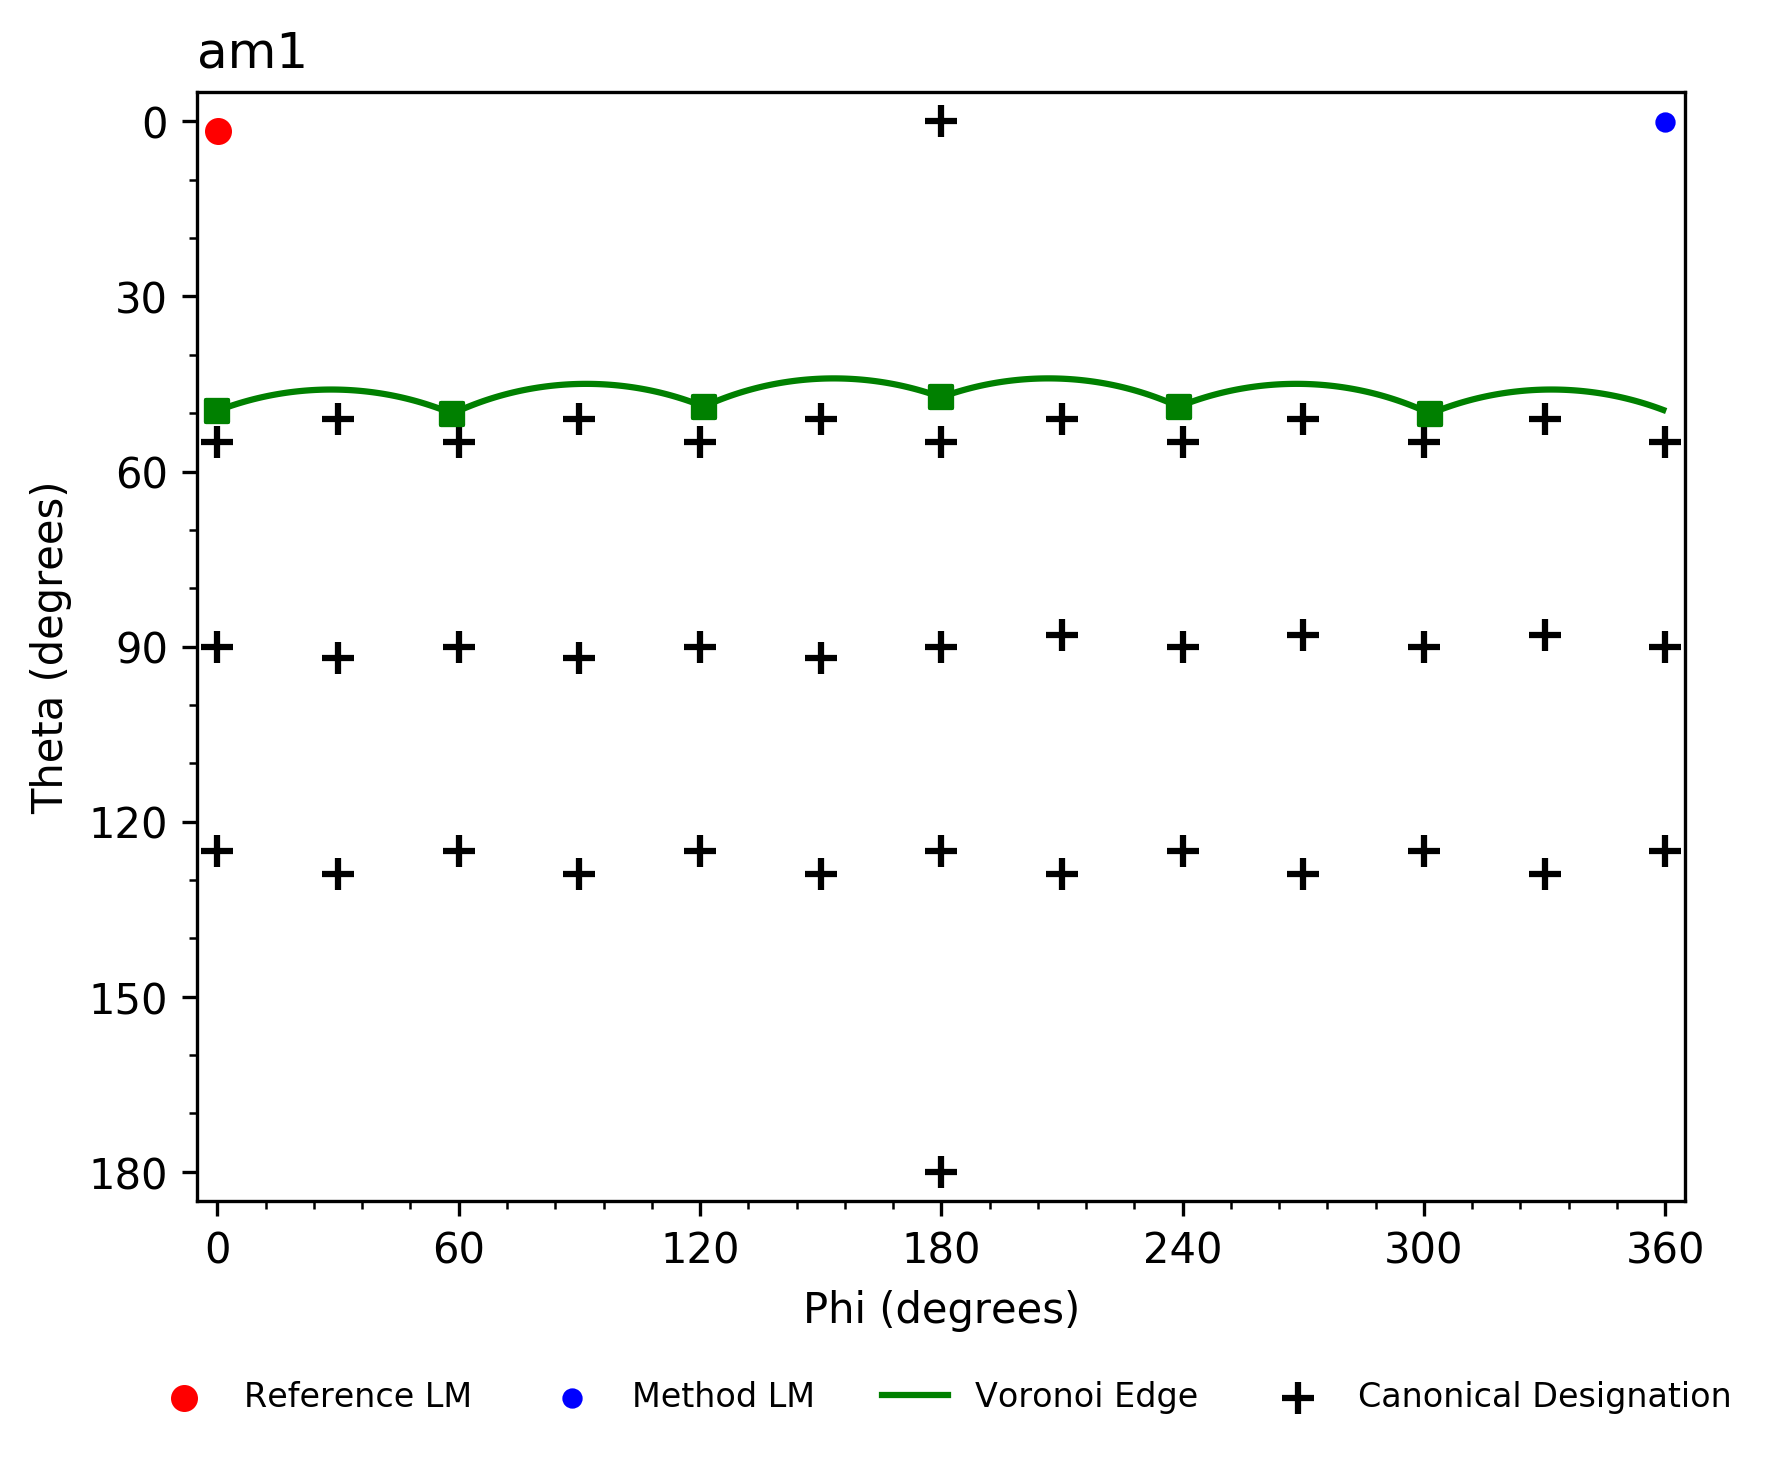 am1
0
30
60
90
120
150
180
Theta (degrees)
0 60 120 180 240 300 360
Phi (degrees)
Reference LM Method LM Voronoi Edge Canonical Designation